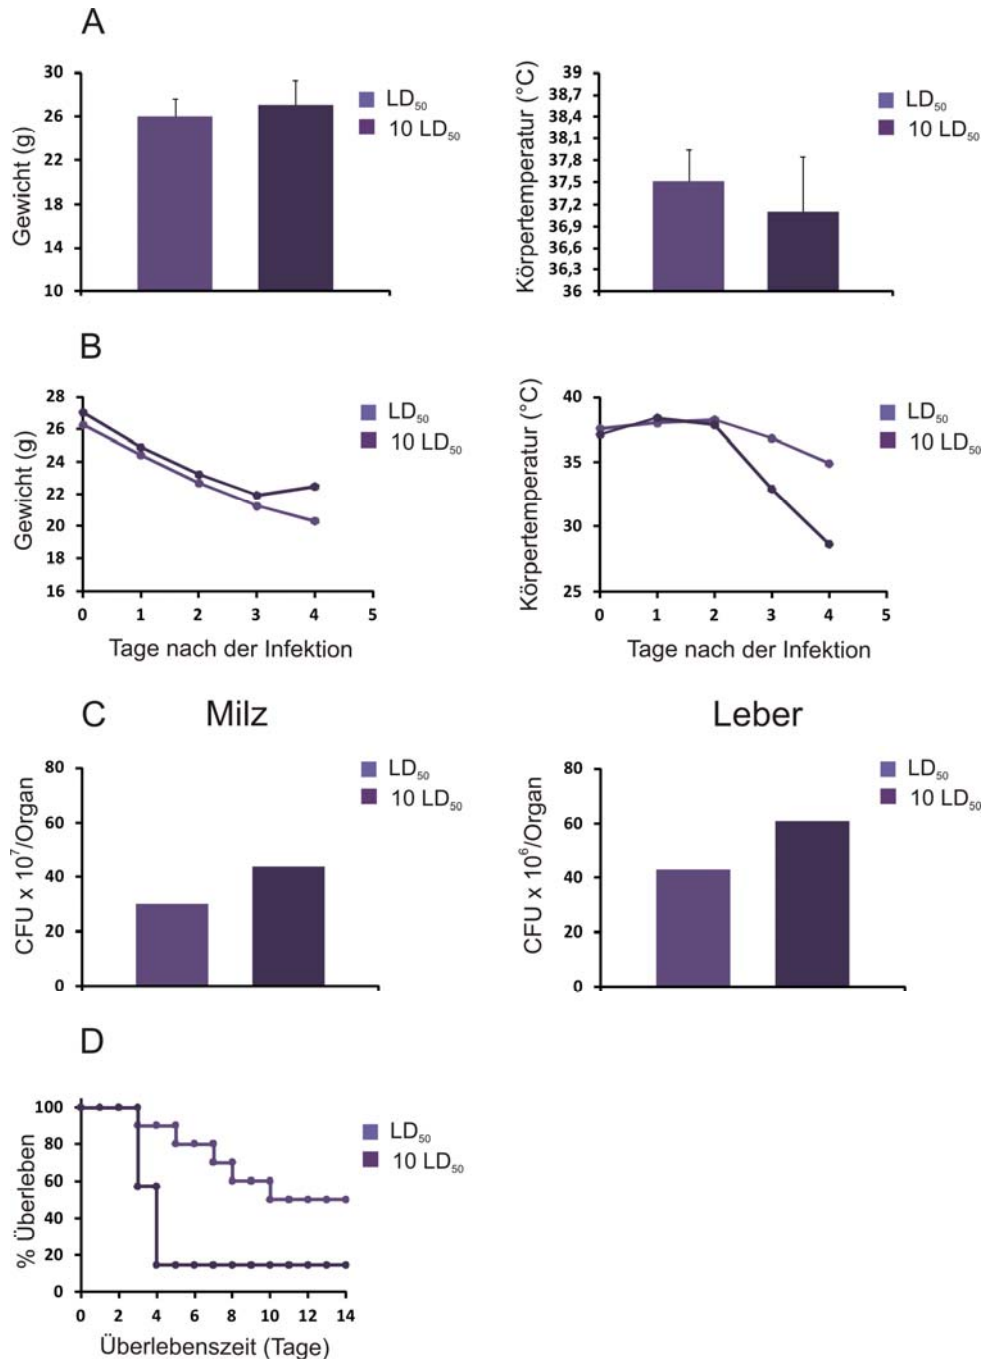 A
Gewicht (g)
30
26
22
18
14
10
LD₅₀
10 LD₅₀
Körpertemperatur (°C)
39
38,7
38,4
38,1
37,8
37,5
37,2
36,9
36,6
36,3
36
LD₅₀
10 LD₅₀
B
Gewicht (g)
28
26
24
22
20
18
16
0 1 2 3 4 5
Tage nach der Infektion
LD₅₀
10 LD₅₀
Körpertemperatur (°C)
40
35
30
25
0 1 2 3 4 5
Tage nach der Infektion
LD₅₀
10 LD₅₀
C
Milz
CFU x 10⁷/Organ
80
60
40
20
0
LD₅₀
10 LD₅₀
Leber
CFU x 10⁶/Organ
80
60
40
20
0
LD₅₀
10 LD₅₀
D
% Überleben
100
80
60
40
20
0
0 2 4 6 8 10 12 14
Überlebenszeit (Tage)
LD₅₀
10 LD₅₀